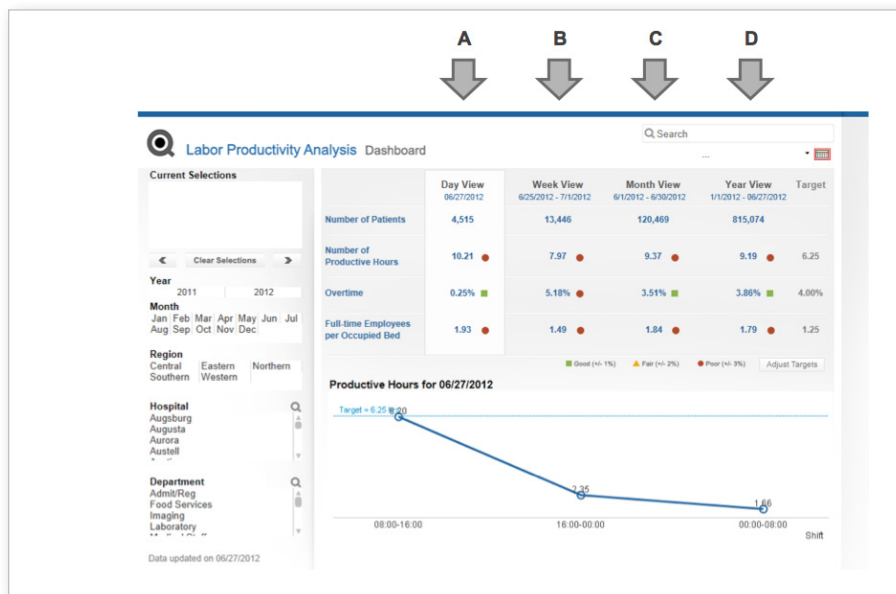 A B C D
Search
Labor Productivity Analysis Dashboard
...
Current Selections
Day View Week View Month View Year View Target
06/27/2012 6/25/2012 - 7/1/2012 6/1/2012 - 6/30/2012 1/1/2012 - 06/27/2012
Number of Patients 4,515 13,446 120,469 815,074
Number of
Productive Hours 10.21 7.97 9.37 9.19 6.25
Overtime 0.25% 5.18% 3.51% 3.86% 4.00%
Full-time Employees
per Occupied Bed 1.93 1.49 1.84 1.79 1.25
Good (+/- 1%) Fair (+/- 2%) Poor (+/- 3%) Adjust Targets
Clear Selections
Year
2011 2012
Month
Jan Feb Mar Apr May Jun Jul
Aug Sep Oct Nov Dec
Region
Central Eastern Northern
Southern Western
Hospital
Augsburg
Augusta
Aurora
Austell
Department
Admit/Reg
Food Services
Imaging
Laboratory
Data updated on 06/27/2012
Productive Hours for 06/27/2012
Target = 6.25
6.20
2.35
1.66
08:00-16:00 16:00-00:00 00:00-08:00
Shift